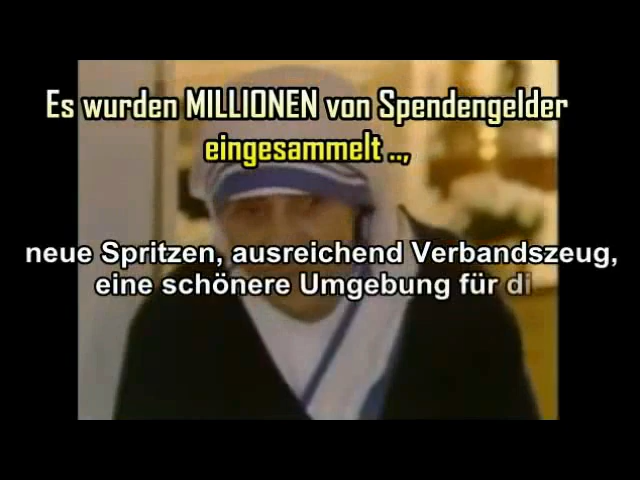 Es wurden MILLIONEN von Spendengelder
eingesammelt ..,
neue Spritzen, ausreichend Verbandszeug,
eine schönere Umgebung für di